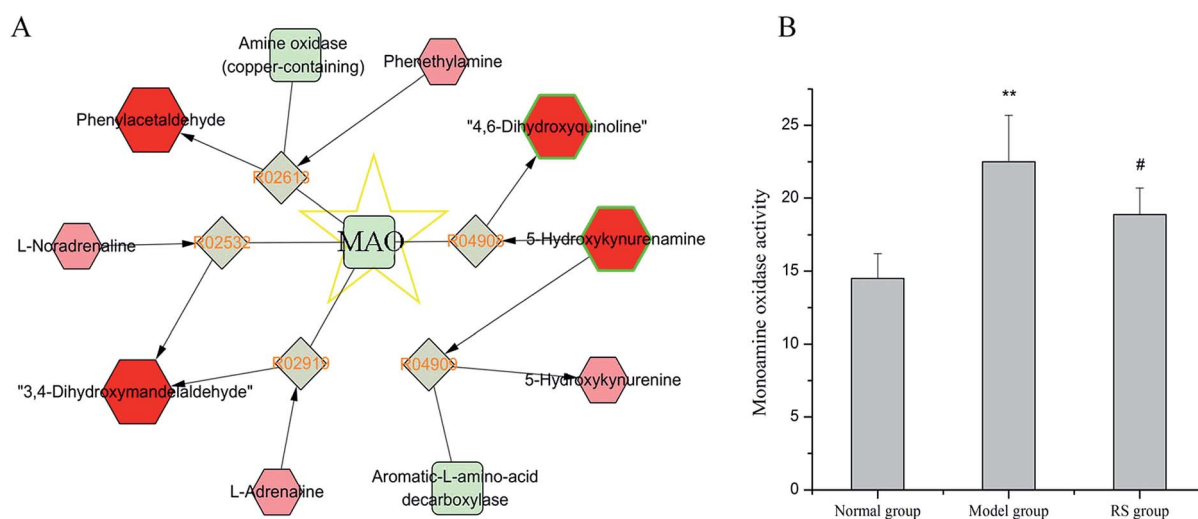 A
Amine oxidase
(copper-containing)
Phenethylamine
Phenylacetaldehyde
"4,6-Dihydroxyquinoline"
R02613
L-Noradrenaline
R02532
MAO
R04908
5-Hydroxykynurenamine
R02919
R04909
"3,4-Dihydroxymandelaldehyde"
5-Hydroxykynurenine
L-Adrenaline
Aromatic-L-amino-acid
decarboxylase
B
Monoamine oxidase activity
25
20
15
10
5
0
**
#
Normal group
Model group
RS group